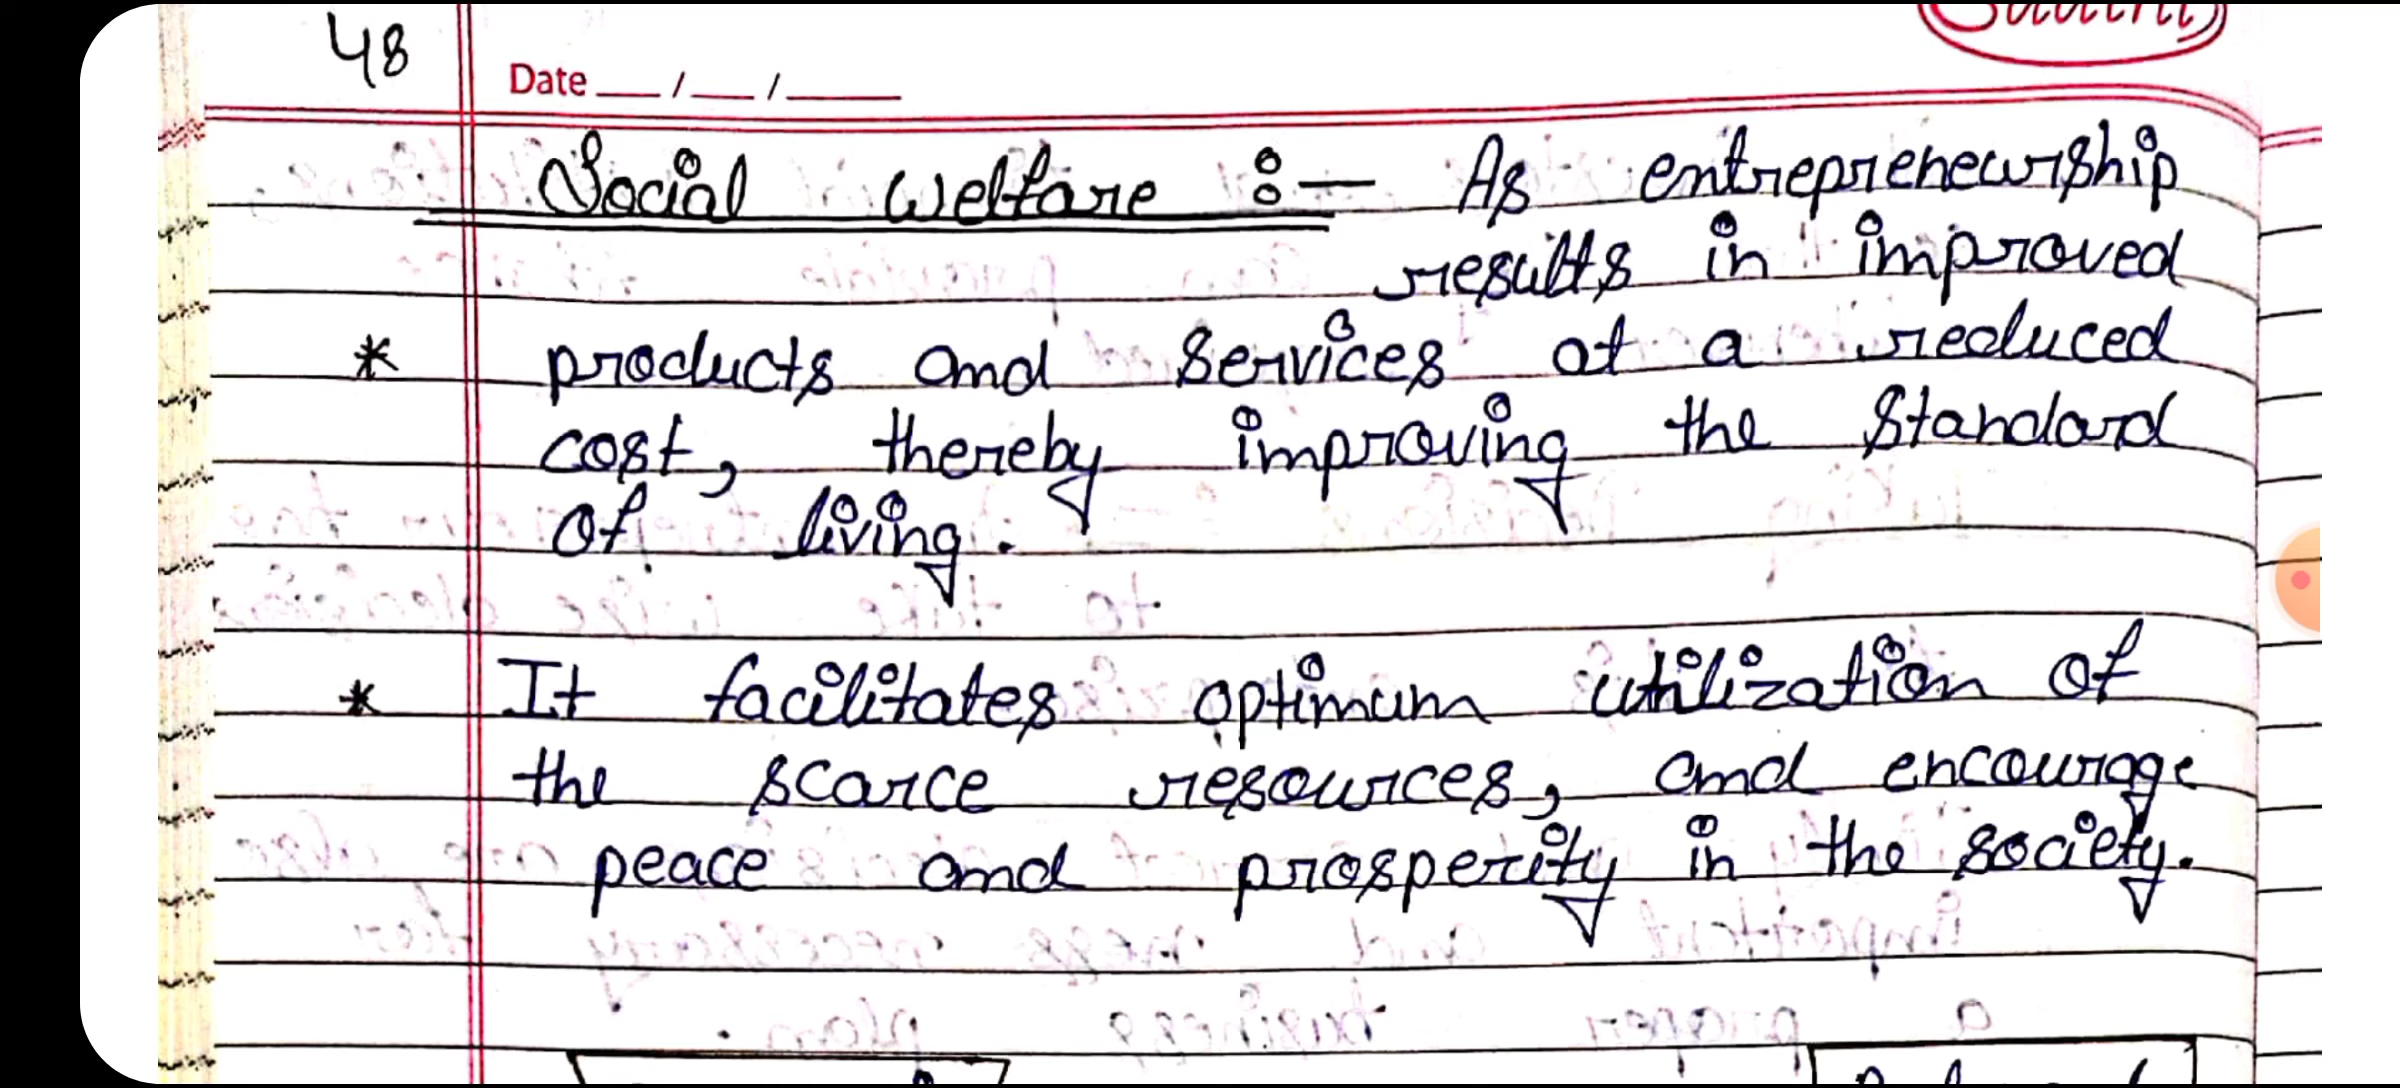 48
Date __/__/____
Social welfare :— As entrepreneurship
results in improved
* products and services at a reduced
cost, thereby improving the standard
of living.
* It facilitates optimum utilization of
the scarce resources, and encourage
peace and prosperity in the society.